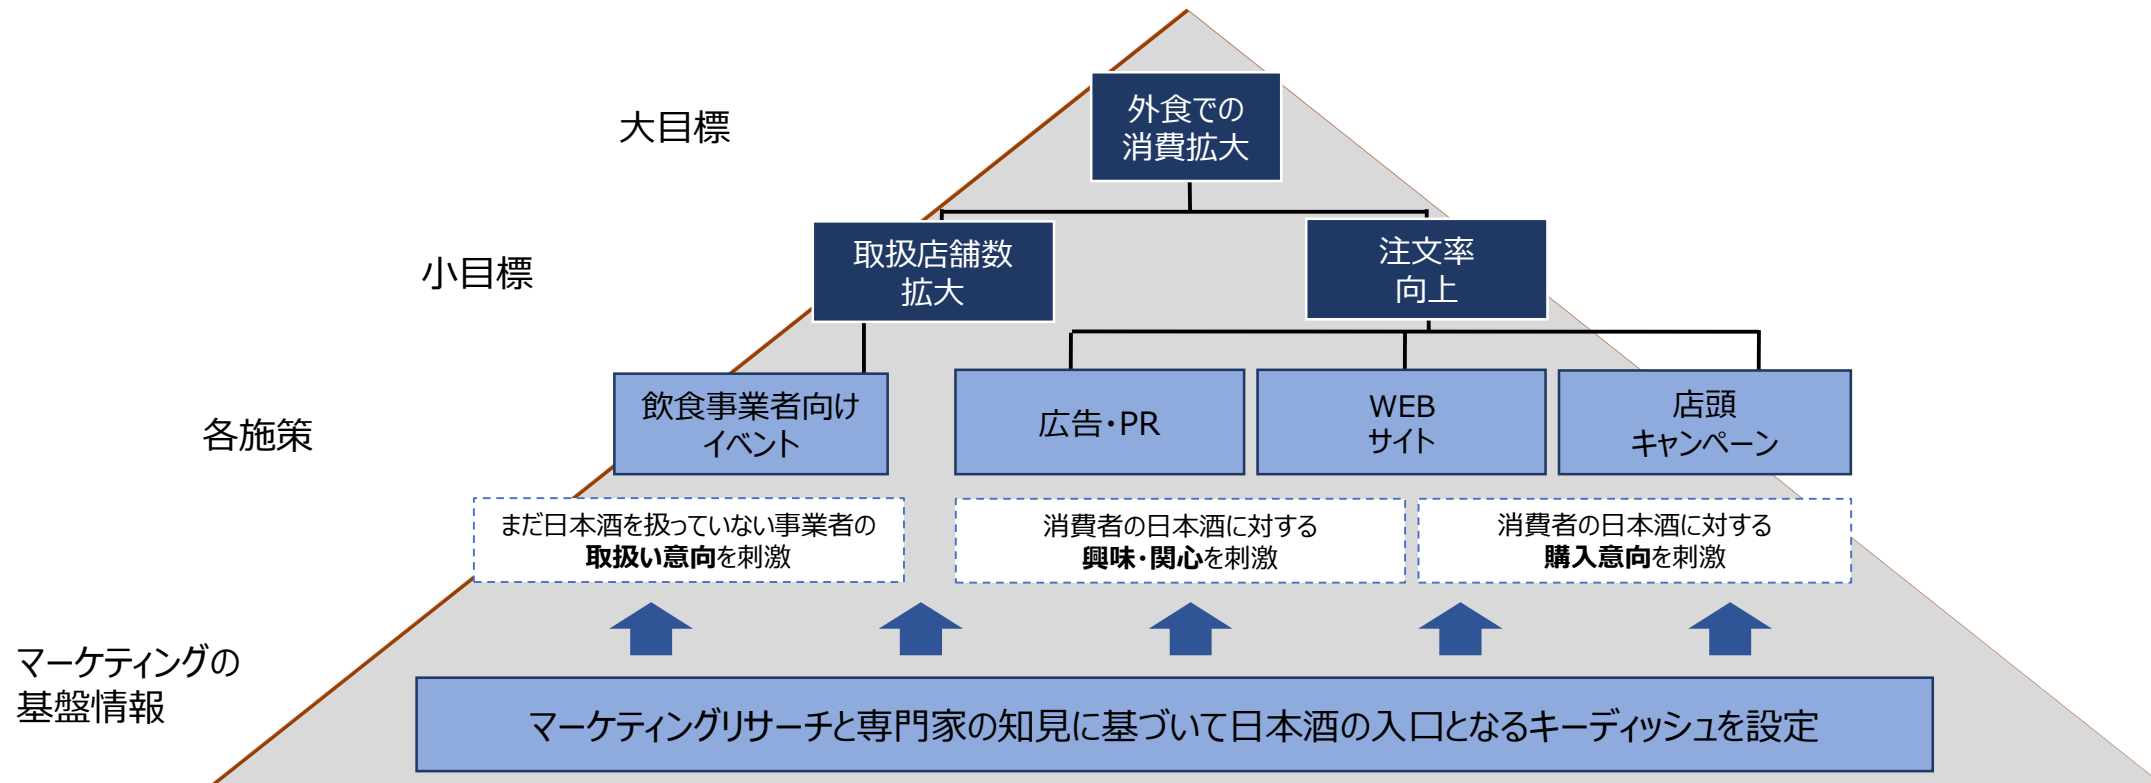 大目標
外食での
消費拡大
小目標
取扱店舗数
拡大
注文率
向上
各施策
飲食事業者向け
イベント
広告・PR
WEB
サイト
店頭
キャンペーン
まだ日本酒を扱っていない事業者の
取扱い意向を刺激
消費者の日本酒に対する
興味・関心を刺激
消費者の日本酒に対する
購入意向を刺激
マーケティングの
基盤情報
マーケティングリサーチと専門家の知見に基づいて日本酒の入口となるキーディッシュを設定